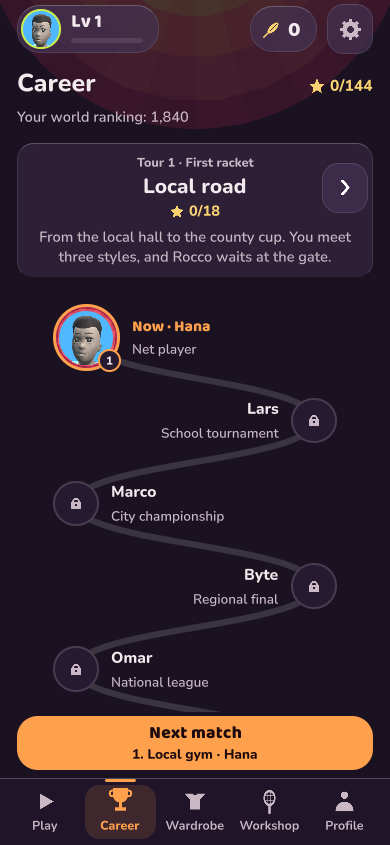 Lv 1
0
Career
0/144
Your world ranking: 1,840
Tour 1 · First racket
Local road
0/18
From the local hall to the county cup. You meet
three styles, and Rocco waits at the gate.
Now · Hana
Net player
1
Lars
School tournament
Marco
City championship
Byte
Regional final
Omar
National league
Next match
1. Local gym · Hana
Play
Career
Wardrobe
Workshop
Profile